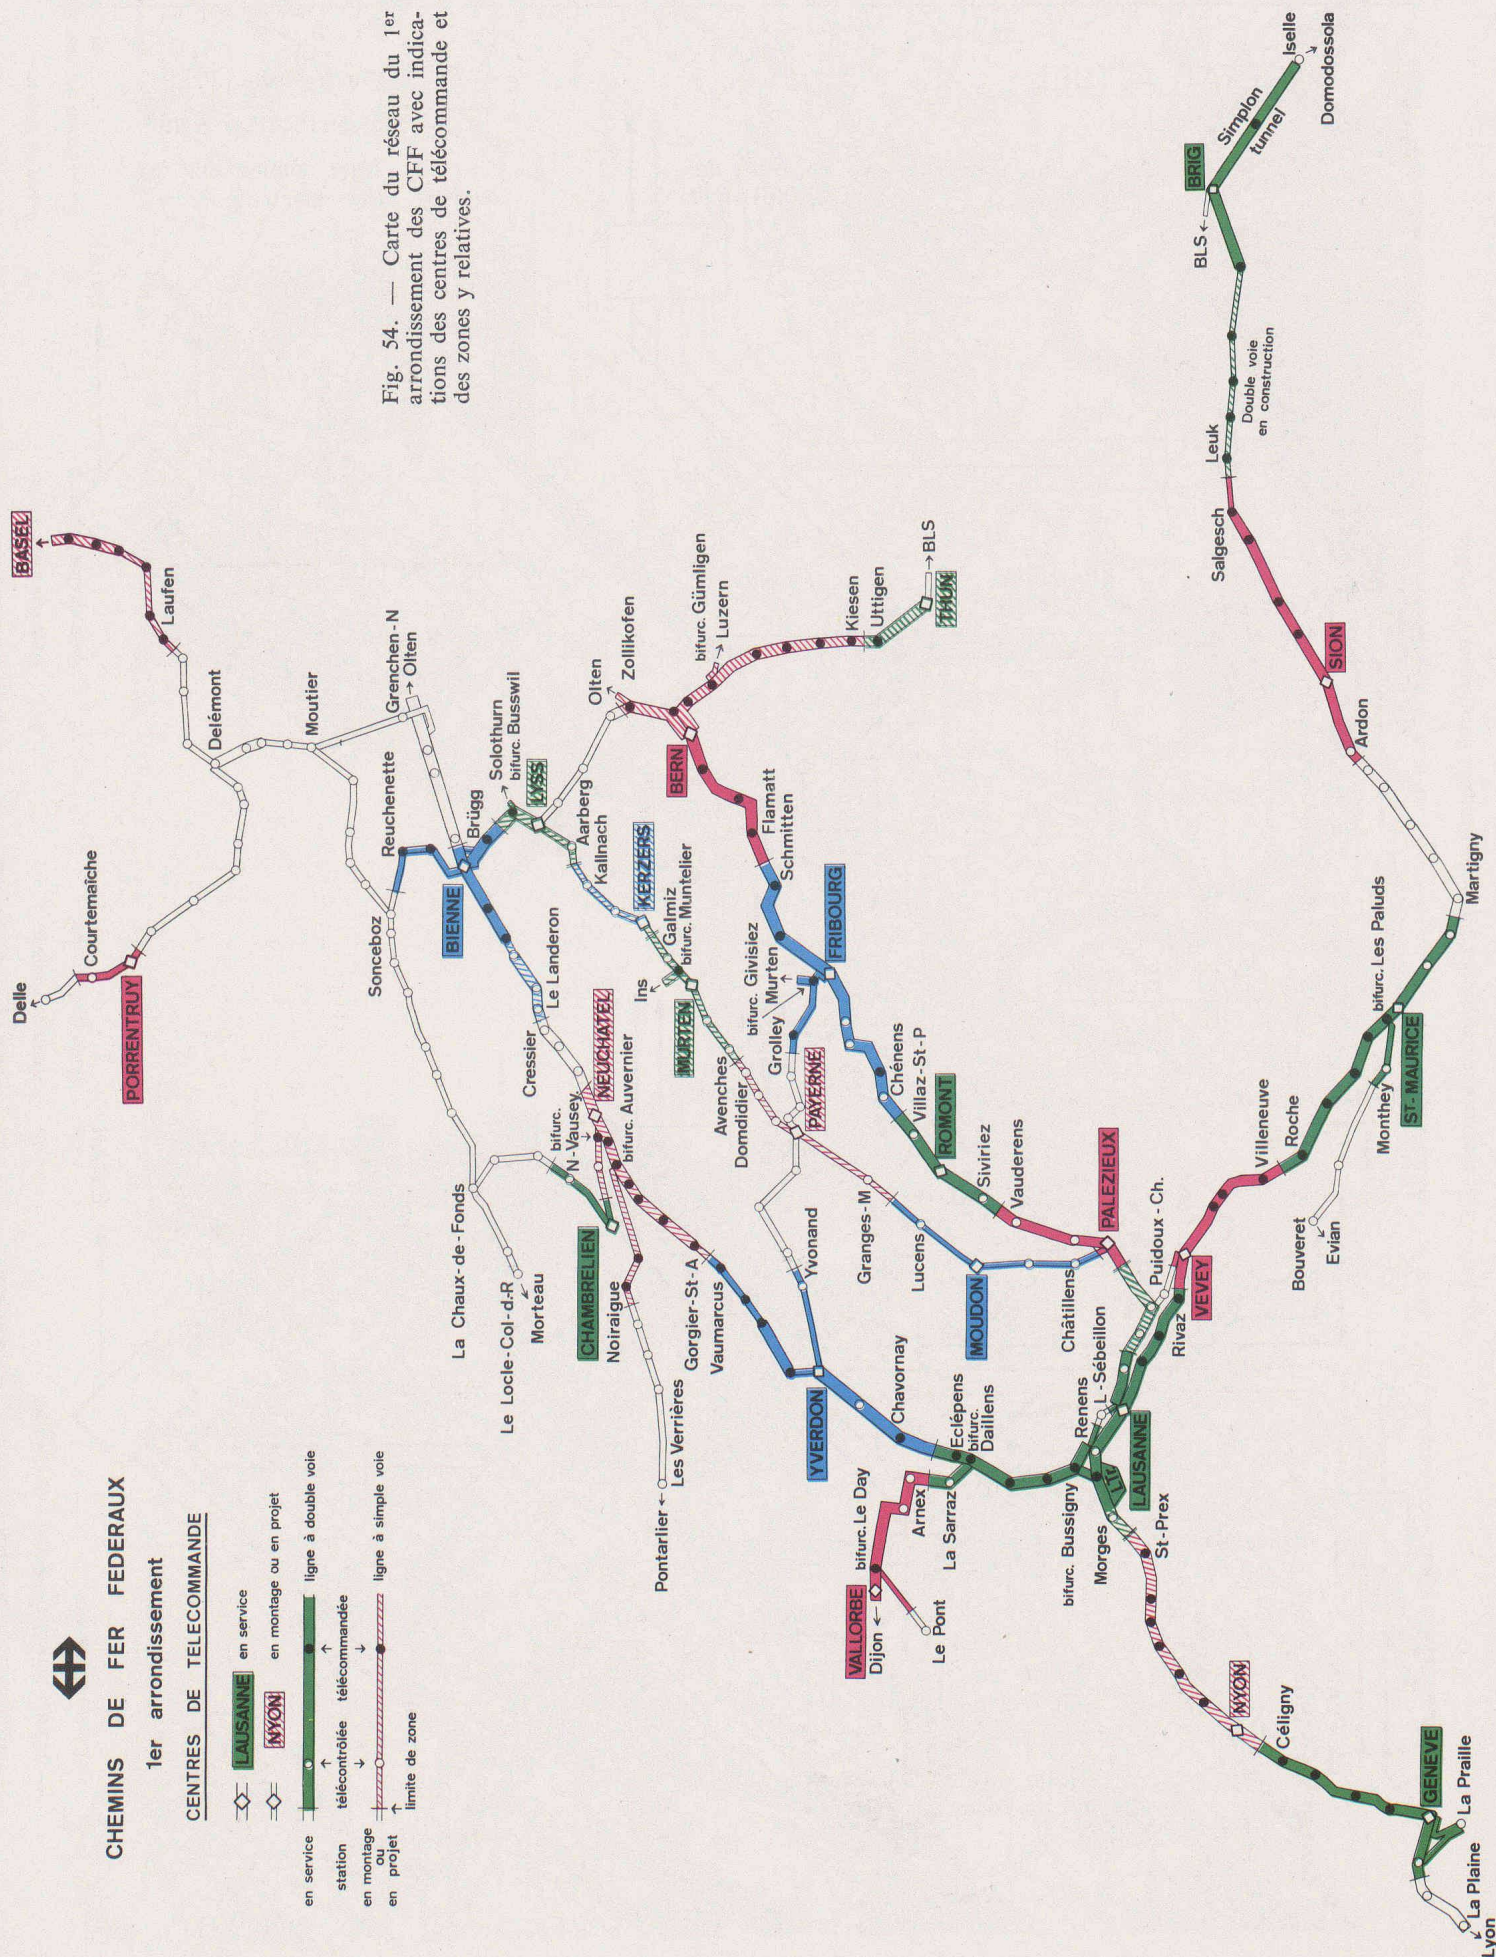 CHEMINS DE FER FEDERAUX
1er arrondissement
CENTRES DE TELECOMMANDE
LAUSANNE en service
NYON en montage ou en projet
en service
ligne à double voie
station
télécontrôlée
télécommandée
en montage
ou
en projet
ligne à simple voie
limite de zone
Fig. 54. — Carte du réseau du 1er
arrondissement des CFF avec indica-
tions des centres de télécommande et
des zones y relatives.
Delle
Courtemaîche
PORRENTRUY
BASEL
Laufen
Delémont
Moutier
Grenchen-N
Olten
Reuchenette
Sonceboz
BIENNE
Brügg
Solothurn
bifurc. Busswil
LYSS
Aarberg
Kallnach
KERZERS
Galmiz
bifurc. Muntelier
Ins
MURTEN
Avenches
Domdidier
Le Landeron
Cressier
NEUCHATEL
bifurc. Auvernier
bifurc.
N-Vausey.
CHAMBRELIEN
Noiraigue
La Chaux-de-Fonds
Le Locle-Col-d.-R
Morteau
Les Verrières
Pontarlier
Gorgier-St-A
Vaumarcus
Olten
Zollikofen
BERN
bifurc. Gümligen
Luzern
Kiesen
Uttigen
THUN
BLS
Flamatt
Schmitten
FRIBOURG
bifurc. Givisiez
Murten
Grolley
PAYERNE
Yvonand
YVERDON
Chavornay
Granges-M
Lucens
MOUDON
Châtillens
Chénens
Villaz-St-P
ROMONT
Siviriez
Vauderens
PALEZIEUX
Puidoux-Ch.
Eclépens
bifurc.
Daillens
VALLORBE
Dijon
bifurc. Le Day
Le Pont
Arnex
La Sarraz
bifurc. Bussigny
Renens
L-Sébeillon
LAUSANNE
LTr
Morges
St-Prex
NYON
Céligny
GENEVE
La Praille
La Plaine
Lyon
Rivaz
VEVEY
Villeneuve
Roche
Bouveret
Evian
Monthey
ST-MAURICE
bifurc. Les Paluds
Martigny
Ardon
SION
Salgesch
Leuk
Double voie
en construction
BLS
BRIG
Simplon
tunnel
Iselle
Domodossola